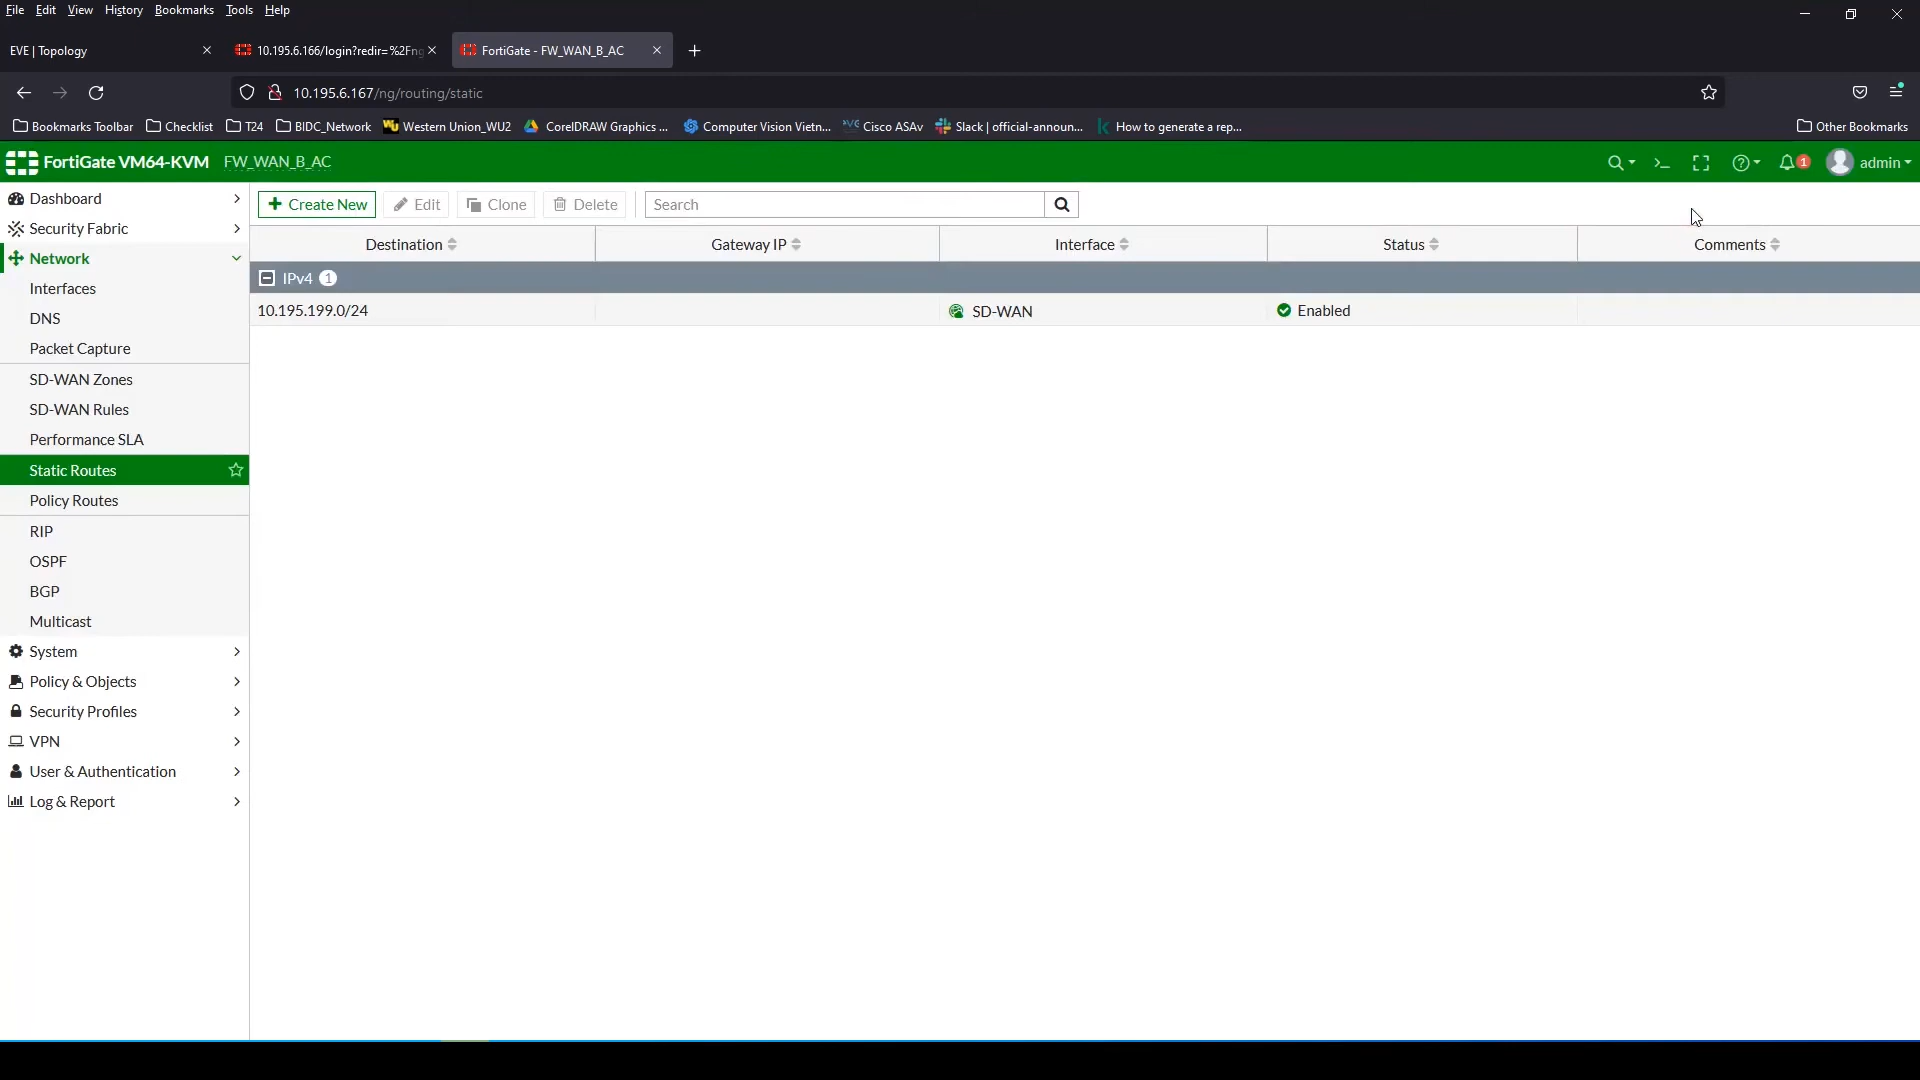 File Edit View History Bookmarks Tools Help
EVE | Topology
10.195.6.166/login?redir=%2Fng
FortiGate - FW_WAN_B_AC
10.195.6.167/ng/routing/static
Bookmarks Toolbar Checklist T24 BIDC_Network Western Union_WU2 CorelDRAW Graphics ... Computer Vision Vietn... Cisco ASAv Slack | official-announ... How to generate a rep... Other Bookmarks
FortiGate VM64-KVM FW_WAN_B_AC 1 admin
Dashboard
Security Fabric
Network
Interfaces
DNS
Packet Capture
SD-WAN Zones
SD-WAN Rules
Performance SLA
Static Routes
Policy Routes
RIP
OSPF
BGP
Multicast
System
Policy & Objects
Security Profiles
VPN
User & Authentication
Log & Report
Create New Edit Clone Delete Search
Destination Gateway IP Interface Status Comments
IPv4 1
10.195.199.0/24 SD-WAN Enabled